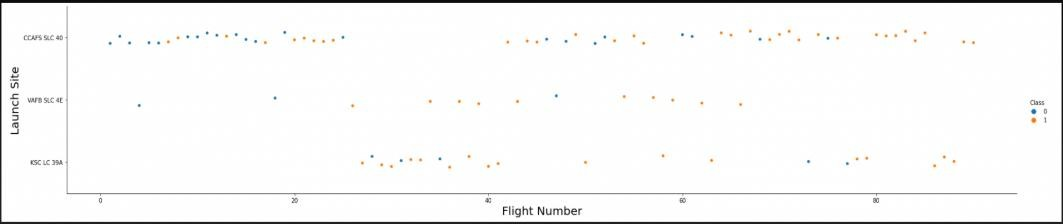 CCAFS SLC 40
VAFB SLC 4E
KSC LC 39A
Launch Site
0
20
40
60
80
Flight Number
Class
0
1